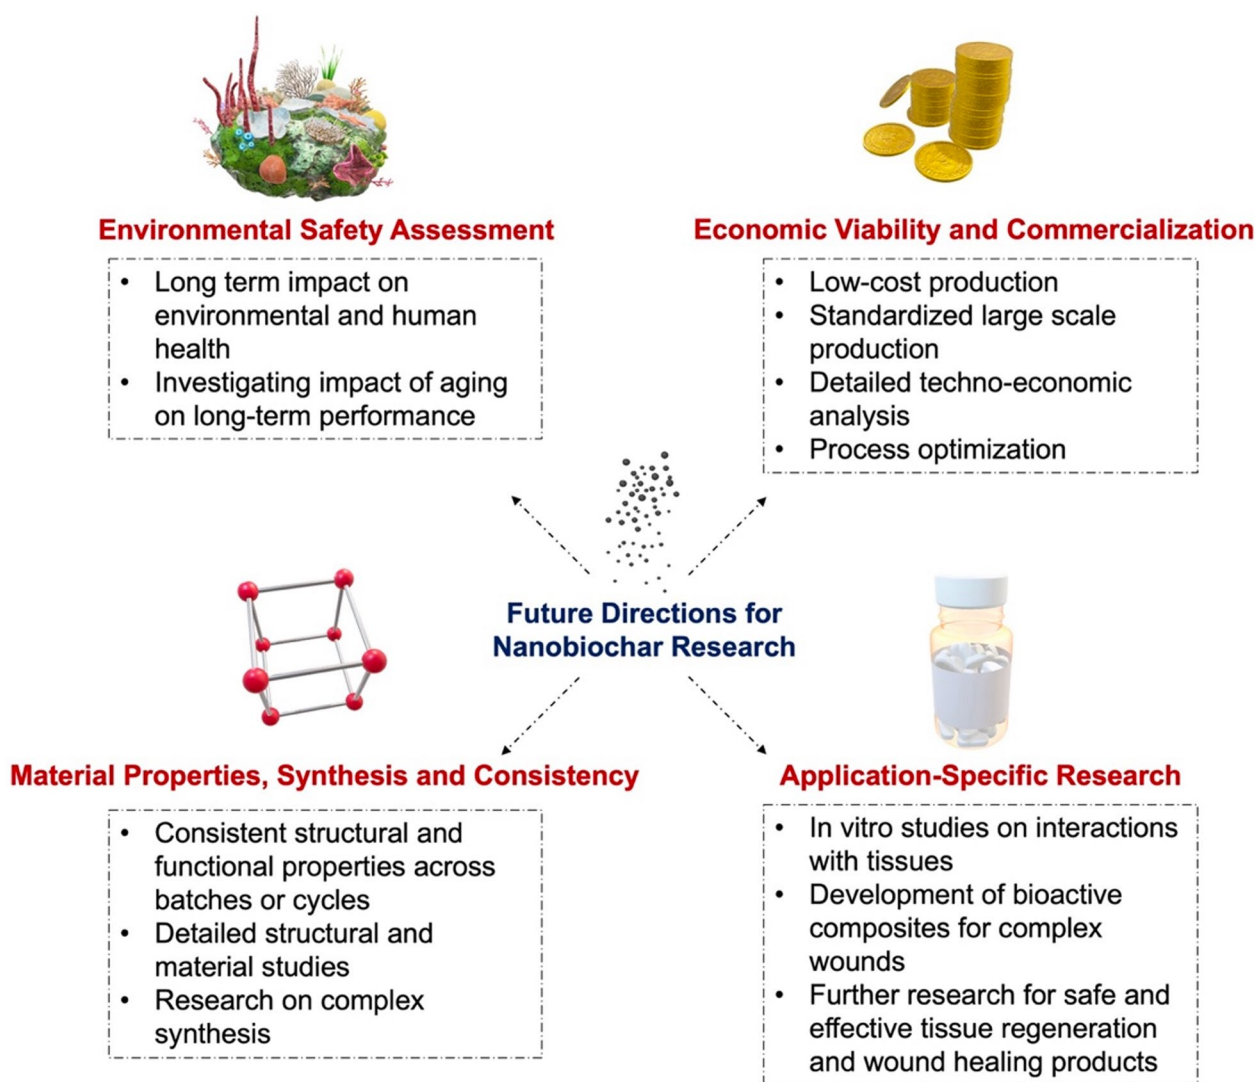 Environmental Safety Assessment
• Long term impact on
environmental and human
health
• Investigating impact of aging
on long-term performance
Economic Viability and Commercialization
• Low-cost production
• Standardized large scale
production
• Detailed techno-economic
analysis
• Process optimization
Future Directions for
Nanobiochar Research
Material Properties, Synthesis and Consistency
• Consistent structural and
functional properties across
batches or cycles
• Detailed structural and
material studies
• Research on complex
synthesis
Application-Specific Research
• In vitro studies on interactions
with tissues
• Development of bioactive
composites for complex
wounds
• Further research for safe and
effective tissue regeneration
and wound healing products